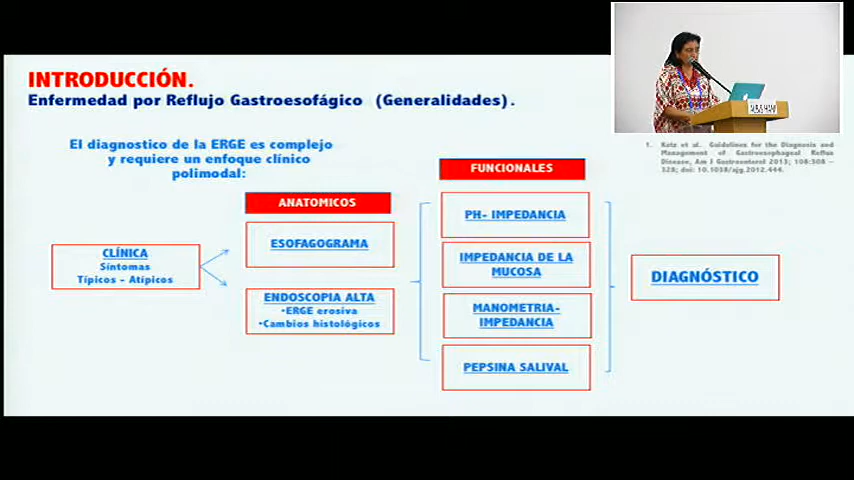 INTRODUCCIÓN.
Enfermedad por Reflujo Gastroesofágico (Generalidades).
El diagnostico de la ERGE es complejo
y requiere un enfoque clínico
polimodal:
1. Katz et al. Guidelines for the Diagnosis and
Management of Gastroesophageal Reflux
Disease, Am J Gastroenterol 2013; 108:308 –
328; doi: 10.1038/ajg.2012.444.
CLÍNICA
Síntomas
Típicos – Atípicos
ANATOMICOS
ESOFAGOGRAMA
ENDOSCOPIA ALTA
•ERGE erosiva
•Cambios histológicos
FUNCIONALES
PH- IMPEDANCIA
IMPEDANCIA DE LA
MUCOSA
MANOMETRIA-
IMPEDANCIA
PEPSINA SALIVAL
DIAGNÓSTICO